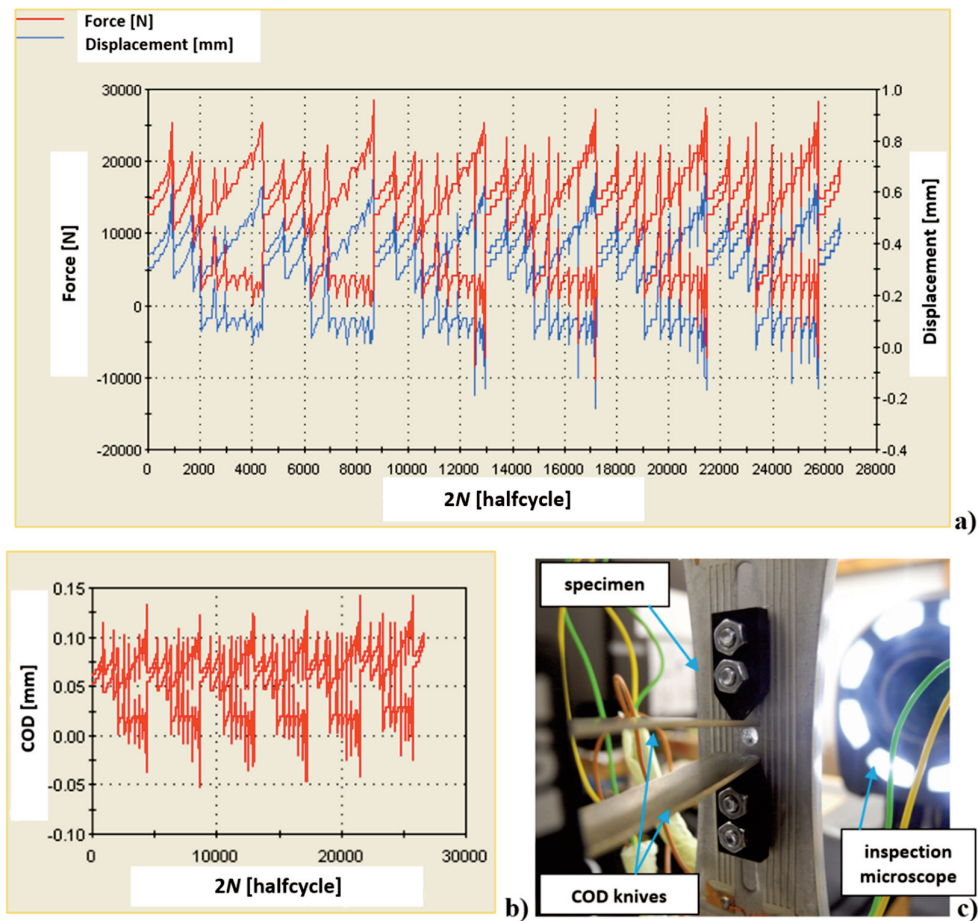 Force [N]
Displacement [mm]
30000
20000
10000
0
-10000
-20000
Force [N]
1.0
0.8
0.6
0.4
0.2
0.0
-0.2
-0.4
Displacement [mm]
0 2000 4000 6000 8000 10000 12000 14000 16000 18000 20000 22000 24000 26000 28000
2N [halfcycle]
a)
0.15
0.10
0.05
0.00
-0.05
-0.10
COD [mm]
0 10000 20000 30000
2N [halfcycle]
b)
specimen
COD knives
inspection
microscope
c)